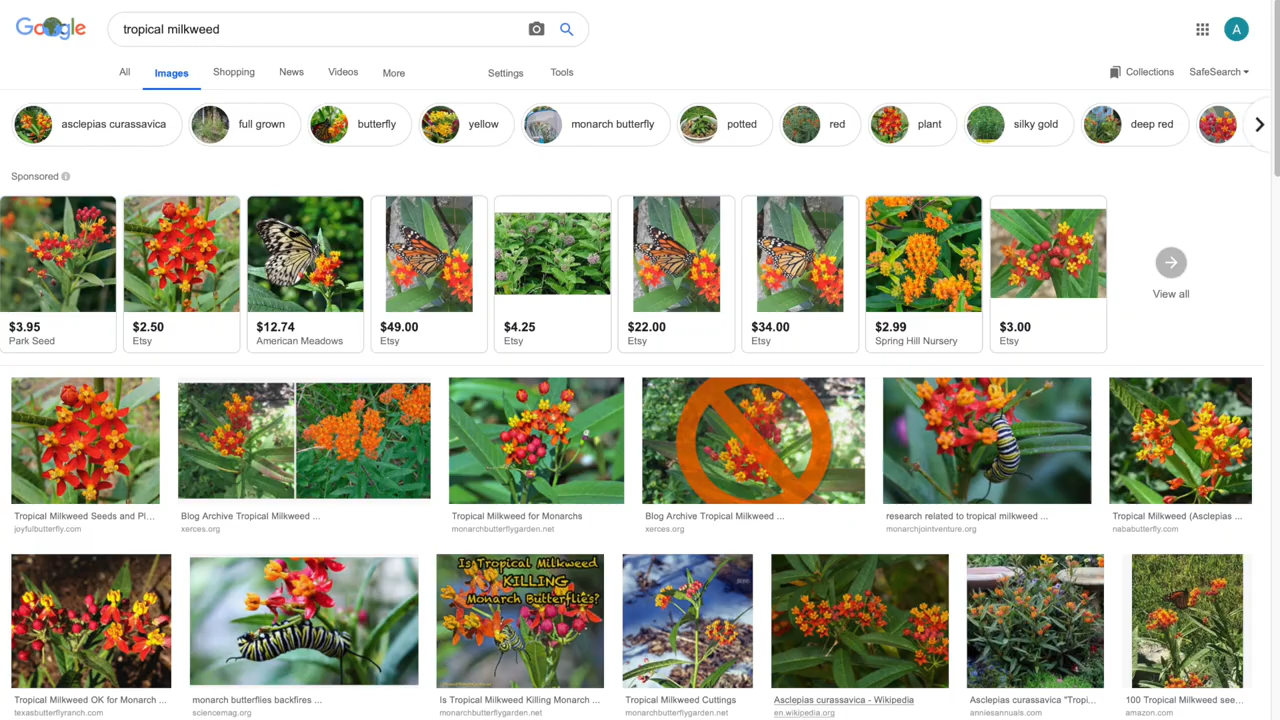 Google
tropical milkweed
A
All Images Shopping News Videos More Settings Tools Collections SafeSearch
asclepias curassavica full grown butterfly yellow monarch butterfly potted red plant silky gold deep red
Sponsored
$3.95 $2.50 $12.74 $49.00 $4.25 $22.00 $34.00 $2.99 $3.00
Park Seed Etsy American Meadows Etsy Etsy Etsy Etsy Spring Hill Nursery Etsy
View all
Tropical Milkweed Seeds and Pl... Blog Archive Tropical Milkweed ... Tropical Milkweed for Monarchs Blog Archive Tropical Milkweed ... research related to tropical milkweed ... Tropical Milkweed (Asclepias ...
joyfulbutterfly.com xerces.org monarchbutterflygarden.net xerces.org monarchjointventure.org nababutterfly.com
Is Tropical Milkweed
KILLING
Monarch Butterflies?
Tropical Milkweed OK for Monarch ... monarch butterflies backfires ... Is Tropical Milkweed Killing Monarch ... Tropical Milkweed Cuttings Asclepias curassavica - Wikipedia Asclepias curassavica "Tropi... 100 Tropical Milkweed see...
texasbutterflyranch.com sciencemag.org monarchbutterflygarden.net monarchbutterflygarden.net en.wikipedia.org anniesannuals.com amazon.com